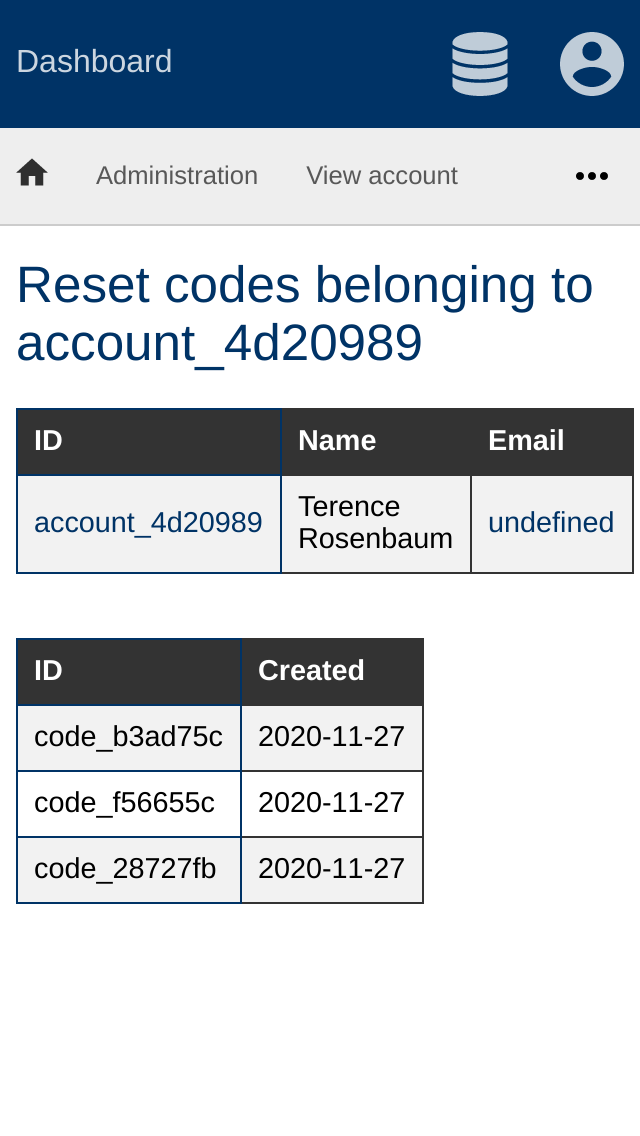 Dashboard
Administration View account
Reset codes belonging to
account_4d20989
ID Name Email
account_4d20989 Terence Rosenbaum undefined
ID Created
code_b3ad75c 2020-11-27
code_f56655c 2020-11-27
code_28727fb 2020-11-27